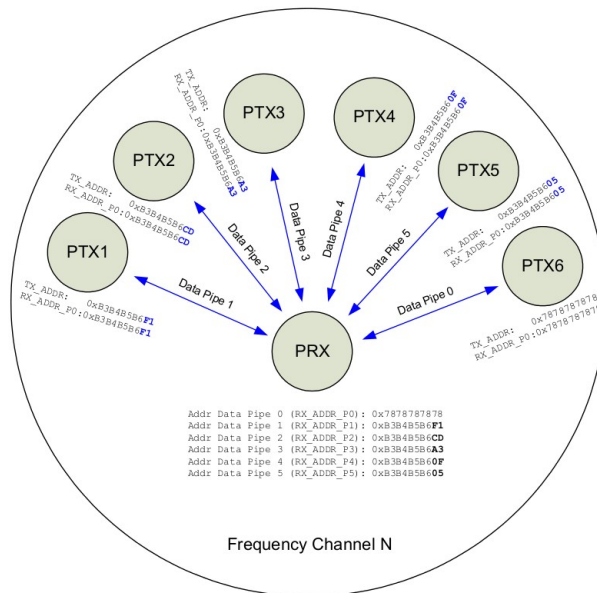 PTX3
PTX4
PTX2
PTX5
PTX1
PTX6
PRX
TX_ADDR: 0xB3B4B5B6F1
RX_ADDR_P0:0xB3B4B5B6F1
TX_ADDR: 0xB3B4B5B6CD
RX_ADDR_P0:0xB3B4B5B6CD
TX_ADDR: 0xB3B4B5B6A3
RX_ADDR_P0:0xB3B4B5B6A3
TX_ADDR: 0xB3B4B5B60F
RX_ADDR_P0:0xB3B4B5B60F
TX_ADDR: 0xB3B4B5B605
RX_ADDR_P0:0xB3B4B5B605
TX_ADDR: 0x7878787878
RX_ADDR_P0:0x7878787878
Data Pipe 1
Data Pipe 2
Data Pipe 3
Data Pipe 4
Data Pipe 5
Data Pipe 0
Addr Data Pipe 0 (RX_ADDR_P0): 0x7878787878
Addr Data Pipe 1 (RX_ADDR_P1): 0xB3B4B5B6F1
Addr Data Pipe 2 (RX_ADDR_P2): 0xB3B4B5B6CD
Addr Data Pipe 3 (RX_ADDR_P3): 0xB3B4B5B6A3
Addr Data Pipe 4 (RX_ADDR_P4): 0xB3B4B5B60F
Addr Data Pipe 5 (RX_ADDR_P5): 0xB3B4B5B605
Frequency Channel N